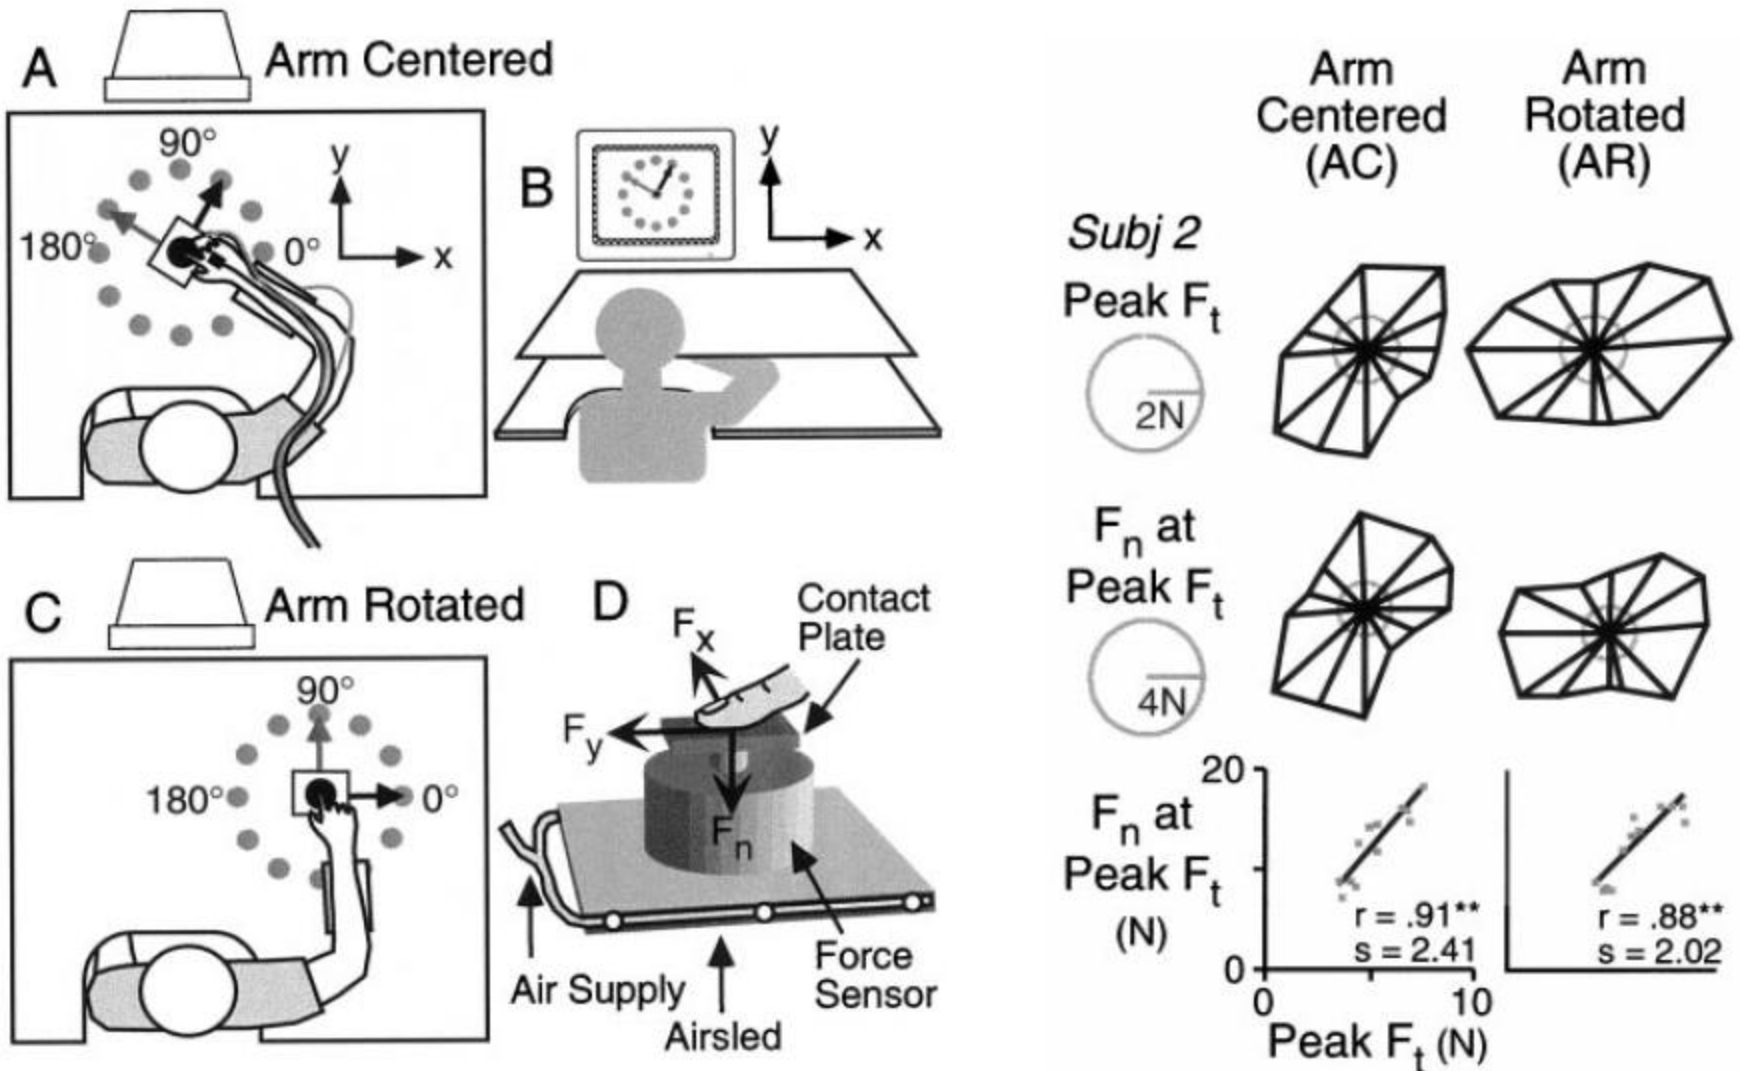 A
Arm Centered
90°
y
180°
0°
x
B
y
x
C
Arm Rotated
90°
180°
0°
D
Contact
Plate
Fx
Fy
Fn
Air Supply
Airsled
Force
Sensor
Arm
Centered
(AC)
Arm
Rotated
(AR)
Subj 2
Peak Ft
2N
Fn at
Peak Ft
4N
Fn at
Peak Ft
(N)
20
0
r = .91**
s = 2.41
r = .88**
s = 2.02
0
10
Peak Ft (N)